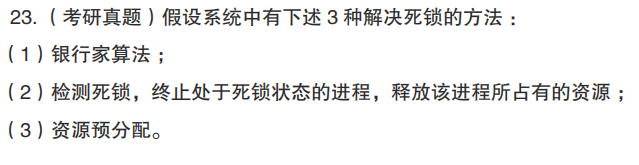 23.（考研真题）假设系统中有下述 3 种解决死锁的方法：
（1）银行家算法；
（2）检测死锁，终止处于死锁状态的进程，释放该进程所占有的资源；
（3）资源预分配。